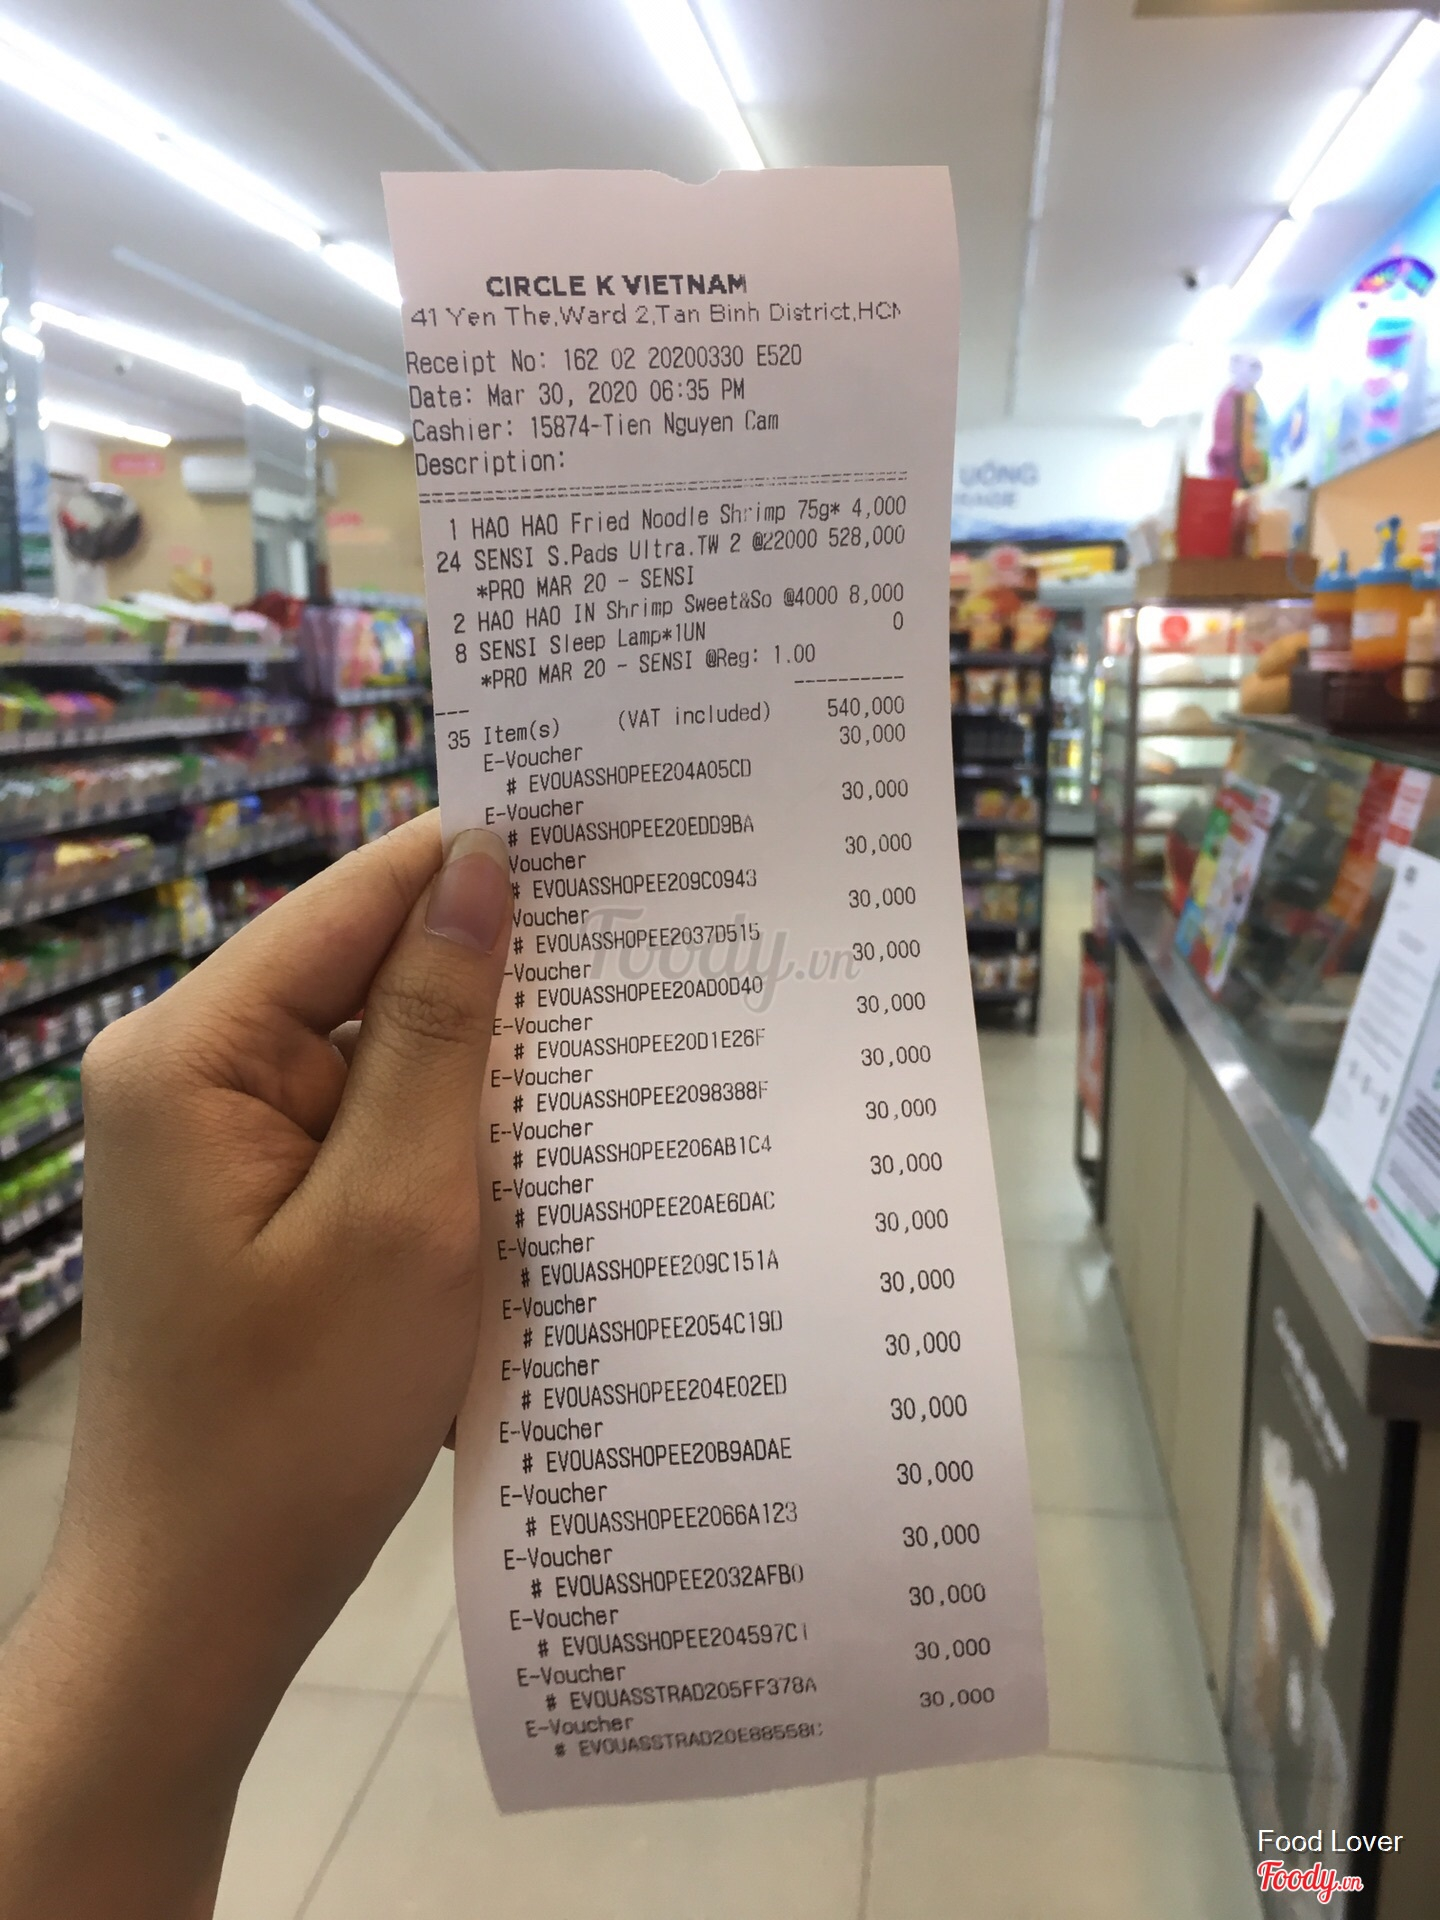 CIRCLE K VIETNAM
41 Yen The,Ward 2,Tan Binh District,HCM
Receipt No: 162 02 20200330 E520
Date: Mar 30, 2020 06:35 PM
Cashier: 15874-Tien Nguyen Cam
Description:
1 HAO HAO Fried Noodle Shrimp 75g* 4,000
24 SENSI S.Pads Ultra.TW 2 @22000 528,000
*PRO MAR 20 - SENSI
2 HAO HAO IN Shrimp Sweet&So @4000 8,000
8 SENSI Sleep Lamp*1UN 0
*PRO MAR 20 - SENSI @Reg: 1.00
35 Item(s) (VAT included) 540,000
E-Voucher 30,000
# EVOUASSHOPEE204A05CD
E-Voucher 30,000
# EVOUASSHOPEE20EDD9BA
Voucher 30,000
# EVOUASSHOPEE209C0943
Voucher 30,000
# EVOUASSHOPEE2037D515
-Voucher 30,000
# EVOUASSHOPEE20AD0D40
E-Voucher 30,000
# EVOUASSHOPEE20D1E26F
E-Voucher 30,000
# EVOUASSHOPEE2098388F
E-Voucher 30,000
# EVOUASSHOPEE206AB1C4
E-Voucher 30,000
# EVOUASSHOPEE20AE6DAC
E-Voucher 30,000
# EVOUASSHOPEE209C151A
E-Voucher 30,000
# EVOUASSHOPEE2054C19D
E-Voucher 30,000
# EVOUASSHOPEE204E02ED
E-Voucher 30,000
# EVOUASSHOPEE20B9ADAE
E-Voucher 30,000
# EVOUASSHOPEE2066A123
E-Voucher 30,000
# EVOUASSHOPEE2032AFB0
E-Voucher 30,000
# EVOUASSHOPEE204597C1
E-Voucher 30,000
# EVOUASSTRAD205FF378A
E-Voucher 30,000
# EVOUASSTRAD20E88558C
Foody.vn
UỐNG
Food Lover
Foody.vn